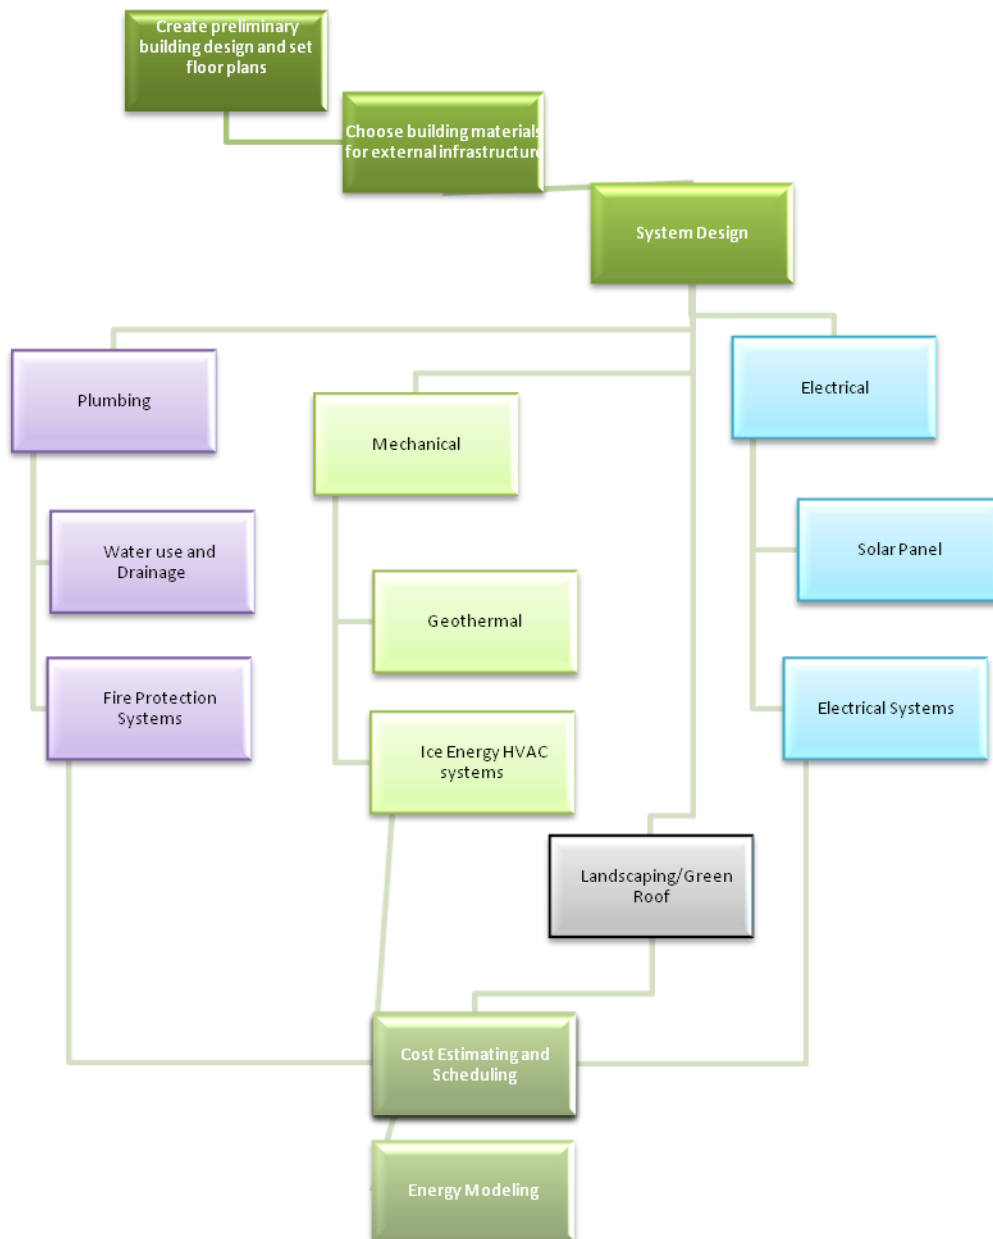 Create preliminary
building design and set
floor plans
Choose building materials
for external infrastructure
System Design
Plumbing
Mechanical
Electrical
Water use and
Drainage
Solar Panel
Geothermal
Fire Protection
Systems
Electrical Systems
Ice Energy HVAC
systems
Landscaping/Green
Roof
Cost Estimating and
Scheduling
Energy Modeling